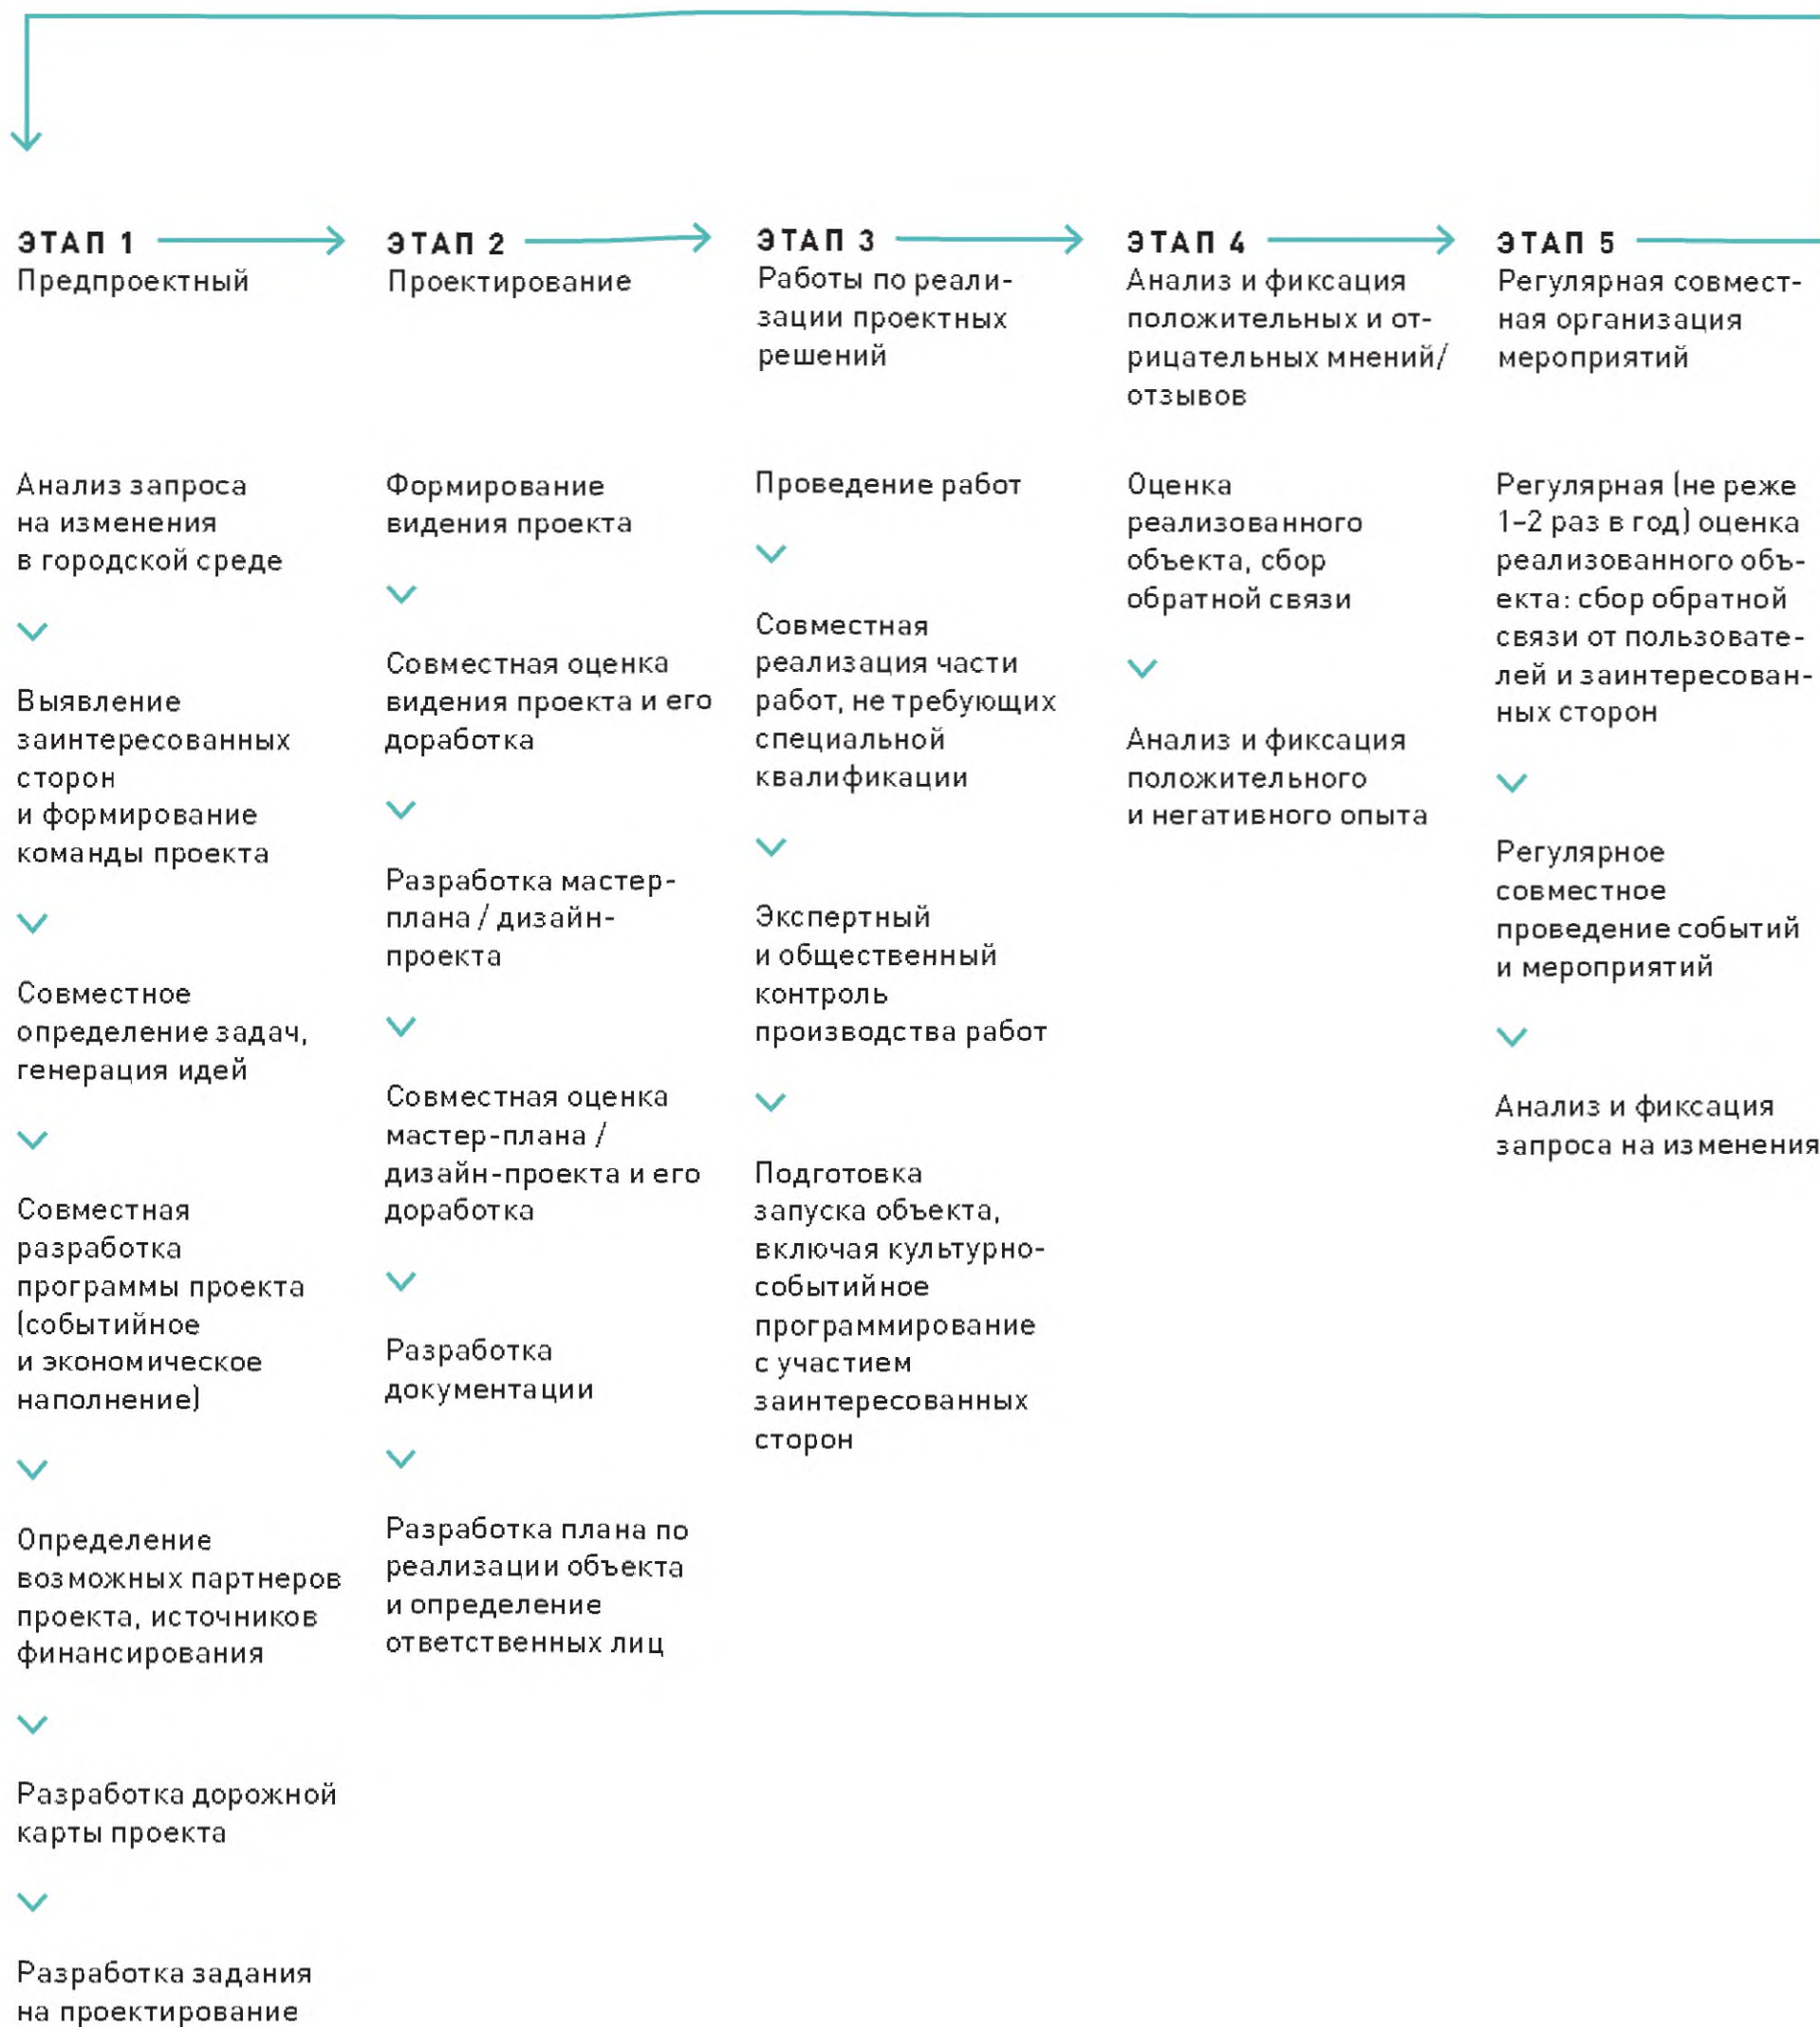 ЭТАП 1
Предпроектный
Анализ запроса
на изменения
в городской среде
Выявление
заинтересованных
сторон
и формирование
команды проекта
Совместное
определение задач,
генерация идей
Совместная
разработка
программы проекта
(событийное
и экономическое
наполнение)
Определение
возможных партнеров
проекта, источников
финансирования
Разработка дорожной
карты проекта
Разработка задания
на проектирование
ЭТАП 2
Проектирование
Формирование
видения проекта
Совместная оценка
видения проекта и его
доработка
Разработка мастер-
плана / дизайн-
проекта
Совместная оценка
мастер-плана /
дизайн-проекта и его
доработка
Разработка
документации
Разработка плана по
реализации объекта
и определение
ответственных лиц
ЭТАП 3
Работы по реали-
зации проектных
решений
Проведение работ
Совместная
реализация части
работ, не требующих
специальной
квалификации
Экспертный
и общественный
контроль
производства работ
Подготовка
запуска объекта,
включая культурно-
событийное
программирование
с участием
заинтересованных
сторон
ЭТАП 4
Анализ и фиксация
положительных и от-
рицательных мнений/
отзывов
Оценка
реализованного
объекта, сбор
обратной связи
Анализ и фиксация
положительного
и негативного опыта
ЭТАП 5
Регулярная совмест-
ная организация
мероприятий
Регулярная (не реже
1–2 раз в год) оценка
реализованного объ-
екта: сбор обратной
связи от пользовате-
лей и заинтересован-
ных сторон
Регулярное
совместное
проведение событий
и мероприятий
Анализ и фиксация
запроса на изменения